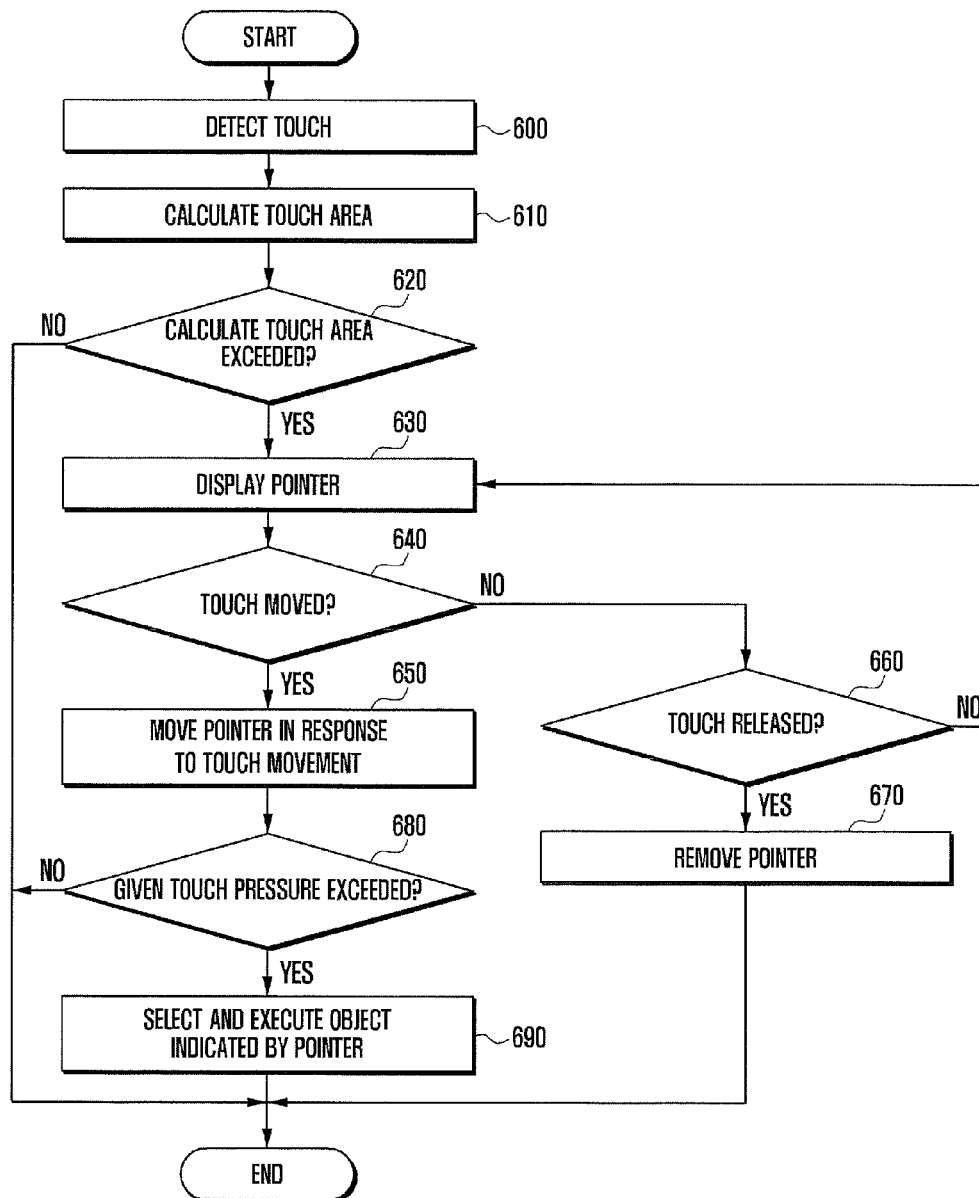 START
DETECT TOUCH
600
CALCULATE TOUCH AREA
610
620
NO
CALCULATE TOUCH AREA
EXCEEDED?
YES
630
DISPLAY POINTER
640
NO
TOUCH MOVED?
YES
650
660
MOVE POINTER IN RESPONSE
TO TOUCH MOVEMENT
TOUCH RELEASED?
NO
YES
670
680
REMOVE POINTER
NO
GIVEN TOUCH PRESSURE EXCEEDED?
YES
SELECT AND EXECUTE OBJECT
INDICATED BY POINTER
690
END